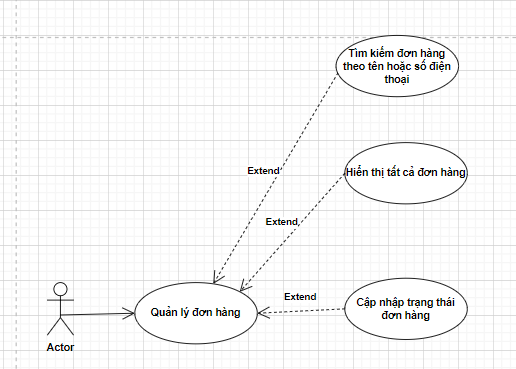 Tìm kiếm đơn hàng
theo tên hoặc số điện
thoại
Extend
Hiển thị tất cả đơn hàng
Extend
Extend
Cập nhập trạng thái
đơn hàng
Quản lý đơn hàng
Actor